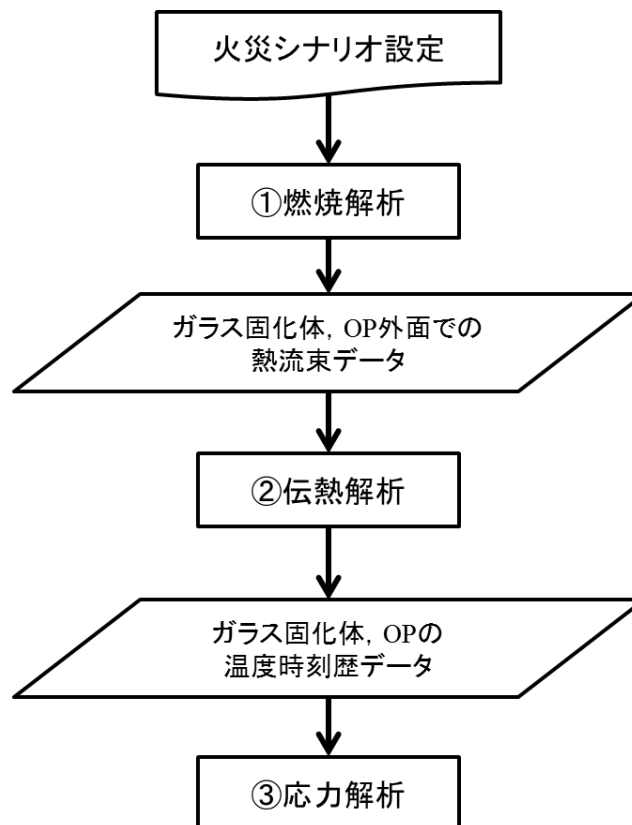 火災シナリオ設定
①燃焼解析
ガラス固化体, OP外面での
熱流束データ
②伝熱解析
ガラス固化体, OPの
温度時刻歴データ
③応力解析